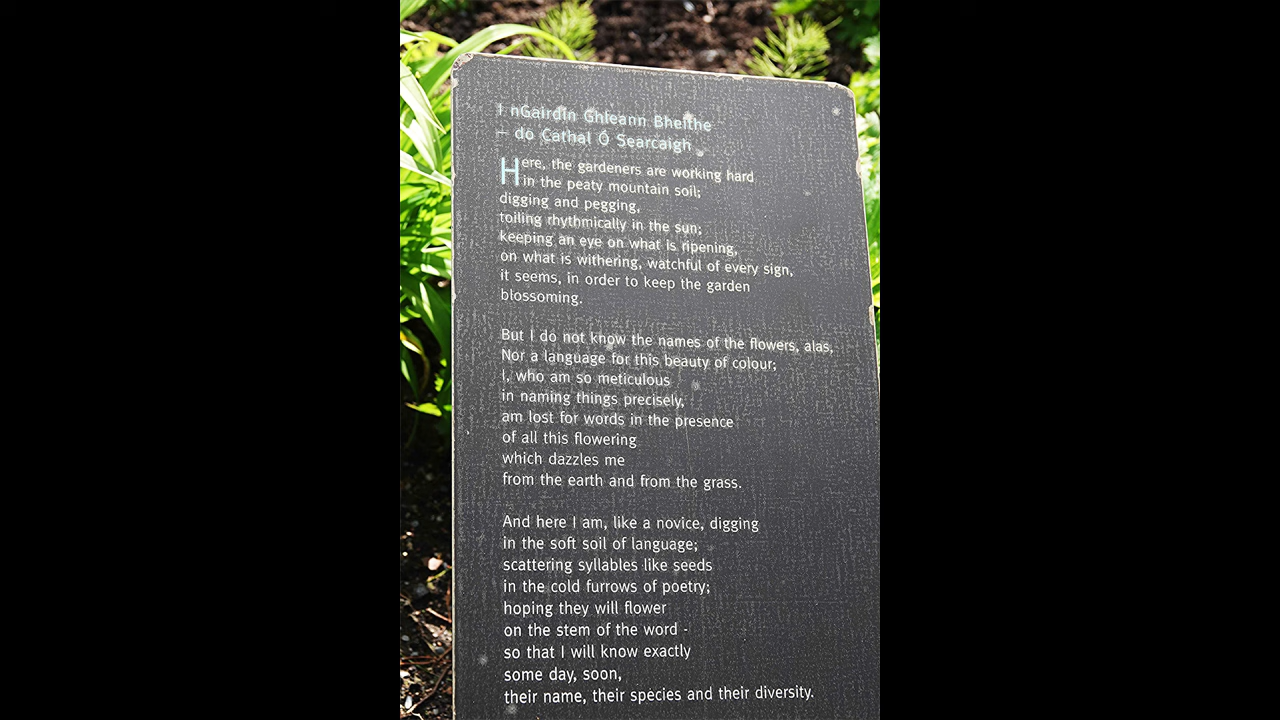 I nGairdín Ghleann Bheithe
– do Cathal Ó Searcaigh
Here, the gardeners are working hard
in the peaty mountain soil;
digging and pegging,
toiling rhythmically in the sun;
keeping an eye on what is ripening,
on what is withering, watchful of every sign,
it seems, in order to keep the garden
blossoming.
But I do not know the names of the flowers, alas,
Nor a language for this beauty of colour;
I, who am so meticulous
in naming things precisely,
am lost for words in the presence
of all this flowering
which dazzles me
from the earth and from the grass.
And here I am, like a novice, digging
in the soft soil of language;
scattering syllables like seeds
in the cold furrows of poetry;
hoping they will flower
on the stem of the word -
so that I will know exactly
some day, soon,
their name, their species and their diversity.